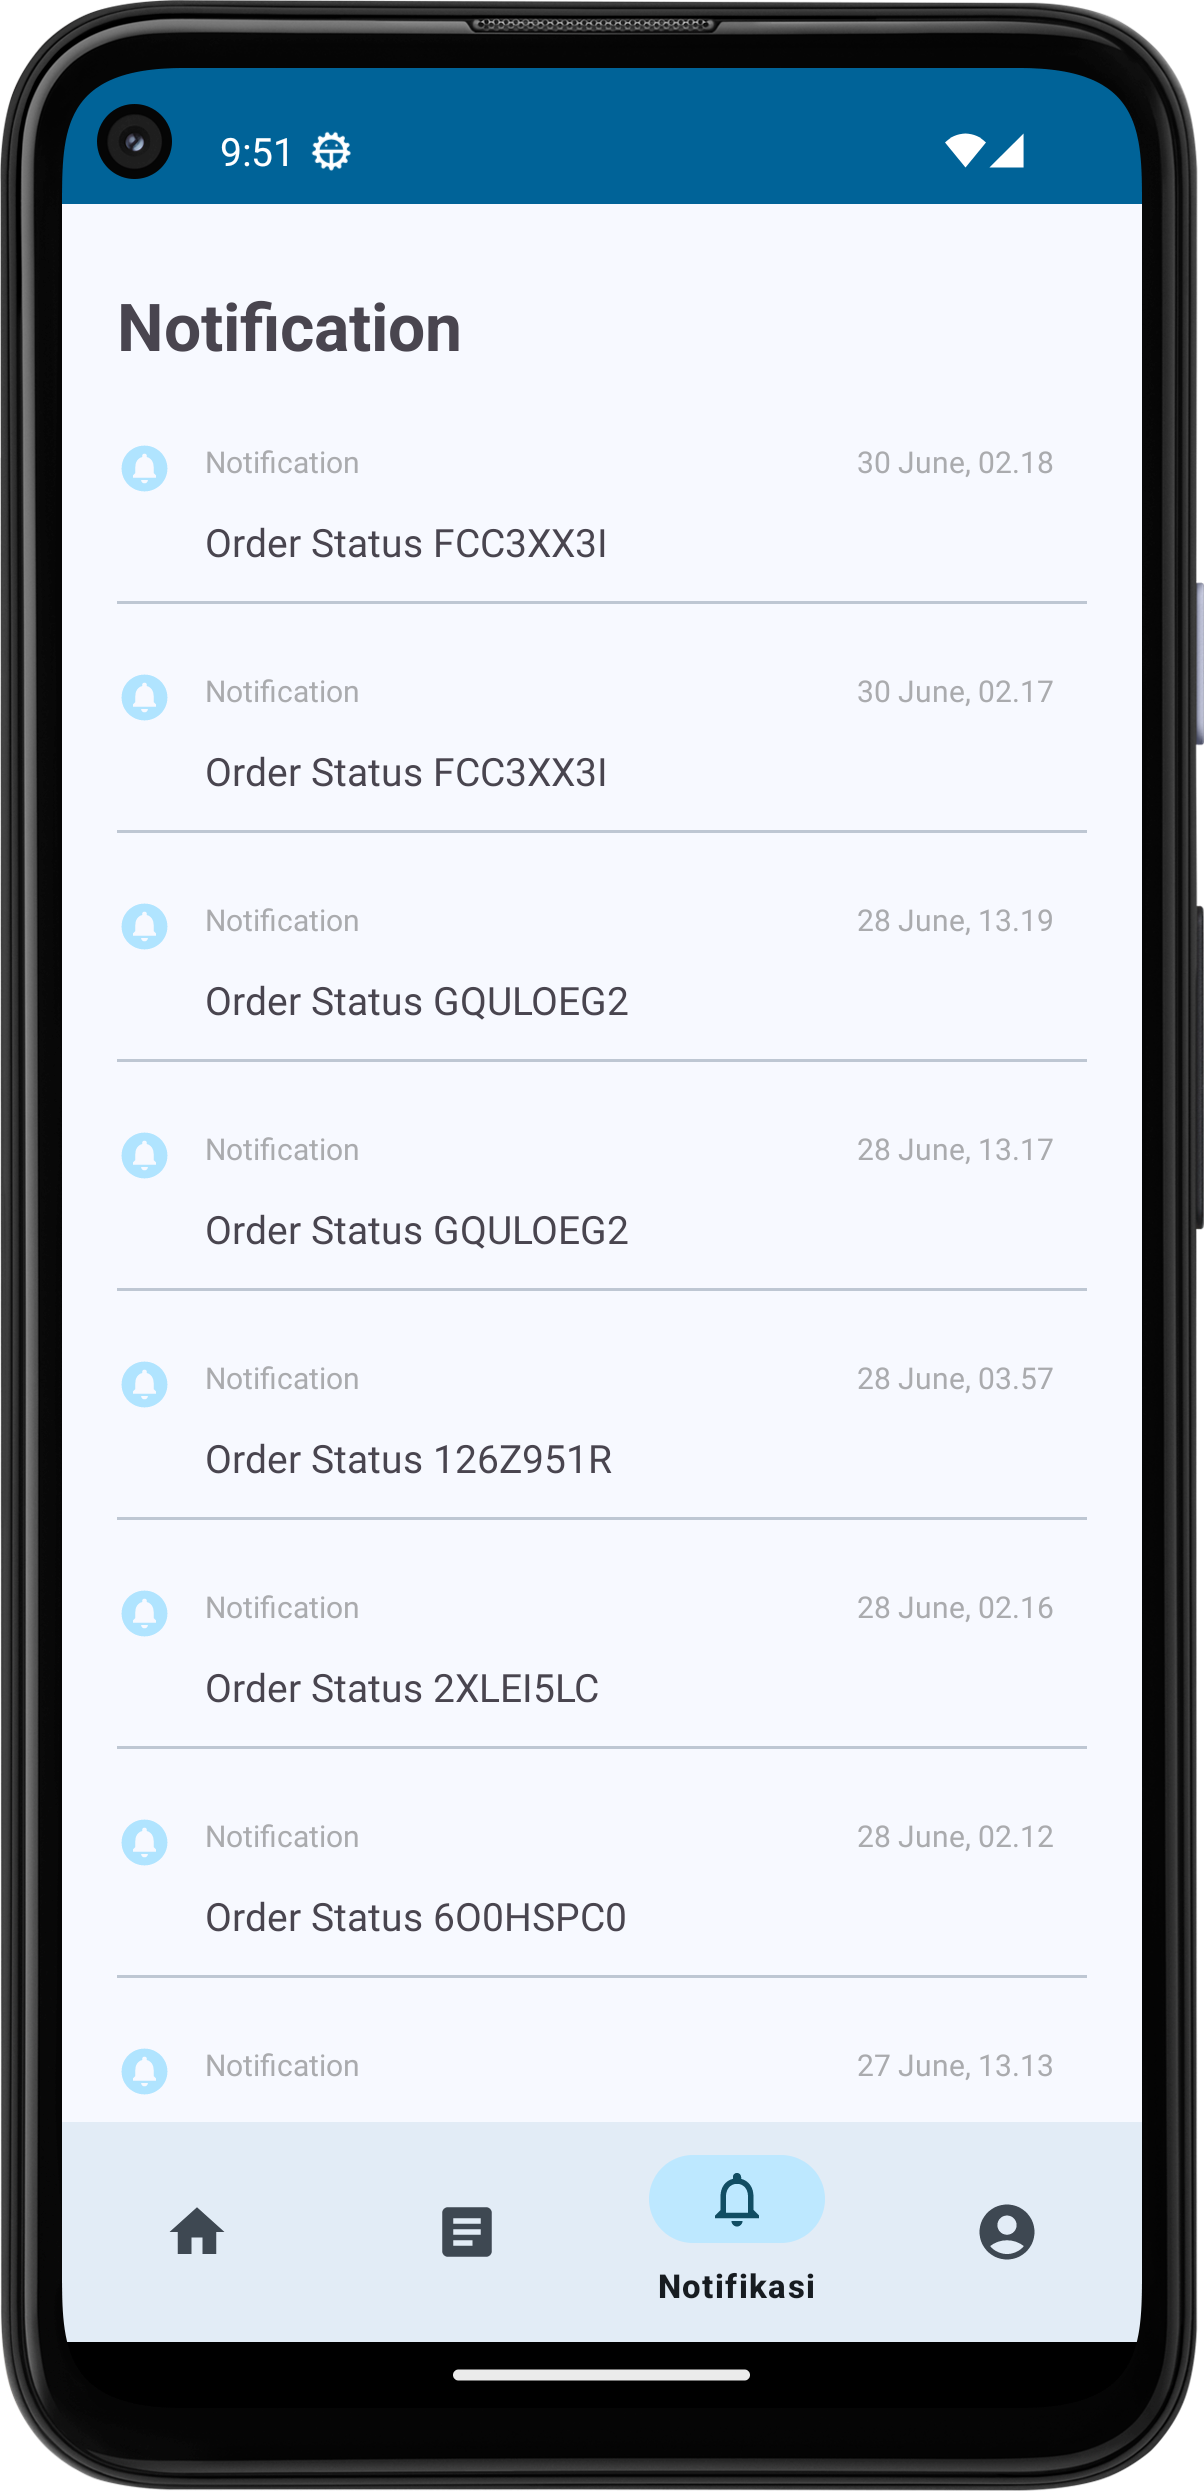 9:51
Notification
Notification 30 June, 02.18
Order Status FCC3XX3I
Notification 30 June, 02.17
Order Status FCC3XX3I
Notification 28 June, 13.19
Order Status GQULOEG2
Notification 28 June, 13.17
Order Status GQULOEG2
Notification 28 June, 03.57
Order Status 126Z951R
Notification 28 June, 02.16
Order Status 2XLEI5LC
Notification 28 June, 02.12
Order Status 6O0HSPC0
Notification 27 June, 13.13
Notifikasi